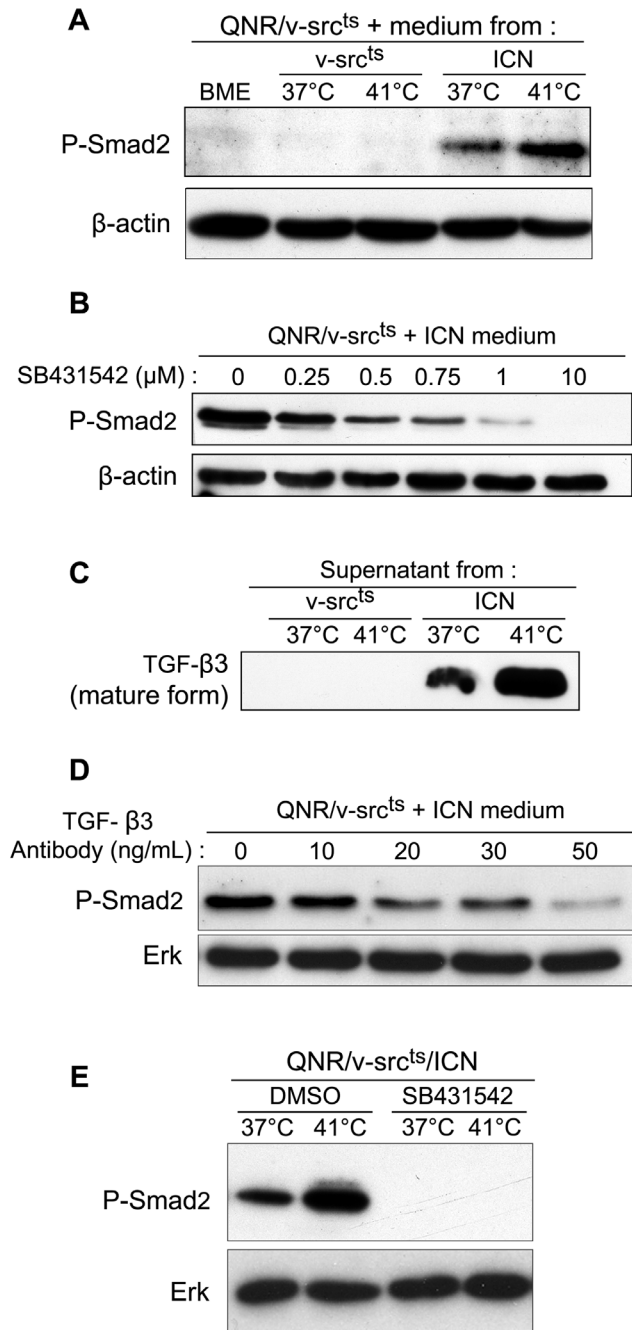 A
QNR/v-src^ts + medium from :
v-src^ts ICN
BME 37°C 41°C 37°C 41°C
P-Smad2
β-actin
B
QNR/v-src^ts + ICN medium
SB431542 (µM) : 0 0.25 0.5 0.75 1 10
P-Smad2
β-actin
C
Supernatant from :
v-src^ts ICN
37°C 41°C 37°C 41°C
TGF-β3
(mature form)
D
TGF- β3 QNR/v-src^ts + ICN medium
Antibody (ng/mL) : 0 10 20 30 50
P-Smad2
Erk
E
QNR/v-src^ts/ICN
DMSO SB431542
37°C 41°C 37°C 41°C
P-Smad2
Erk